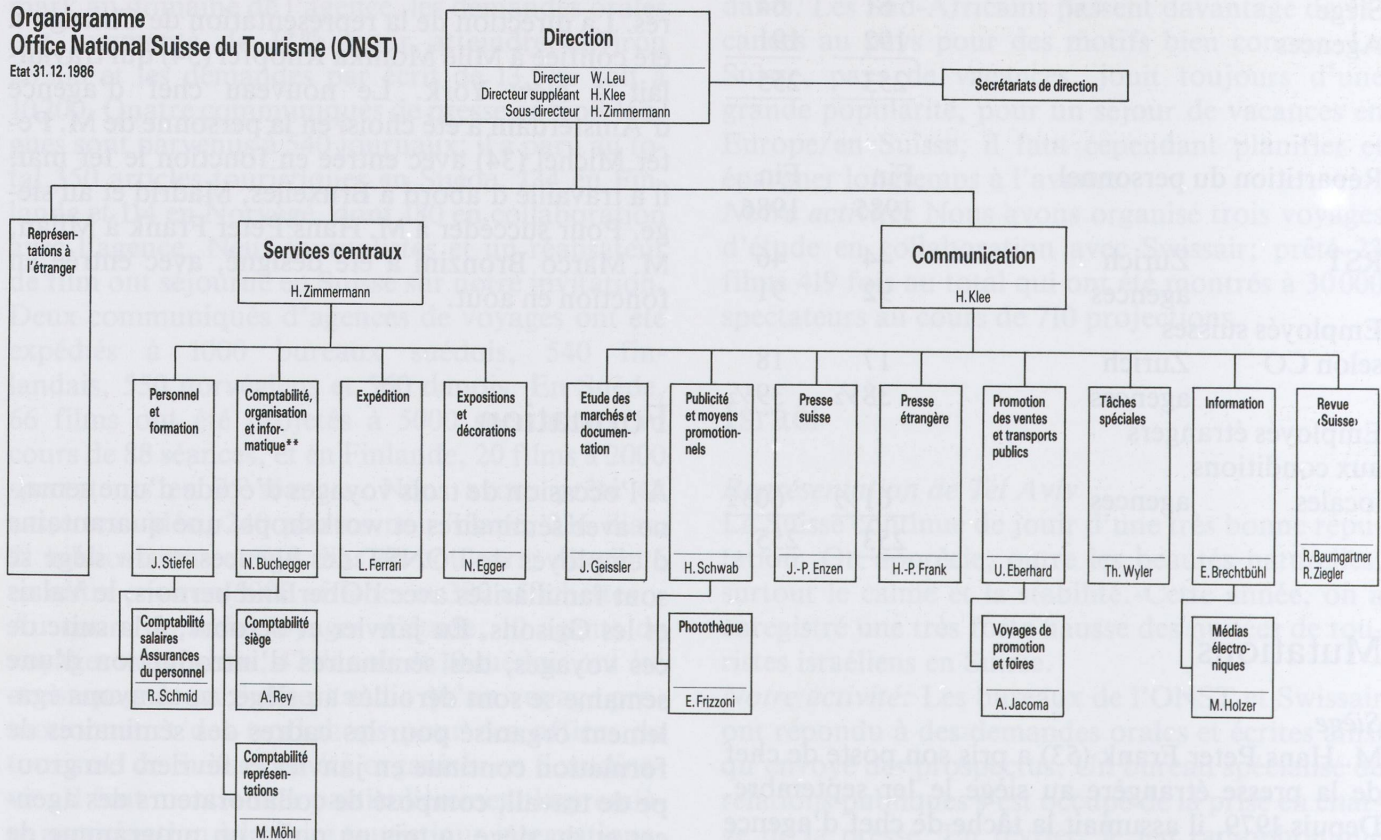 Organigramme
Office National Suisse du Tourisme (ONST)
Etat 31.12.1986
Direction
Directeur W. Leu
Directeur suppléant H. Klee
Sous-directeur H. Zimmermann
Secrétariats de direction
Représen-
tations à
l'étranger
Services centraux
H. Zimmermann
Communication
H. Klee
Personnel
et
formation
J. Stiefel
Comptabilité,
organisation
et infor-
matique**
N. Buchegger
Expédition
L. Ferrari
Expositions
et
décorations
N. Egger
Etude des
marchés et
documen-
tation
J. Geissler
Publicité
et moyens
promotion-
nels
H. Schwab
Presse
suisse
J.-P. Enzen
Presse
étrangère
H.-P. Frank
Promotion
des ventes
et transports
publics
U. Eberhard
Tâches
spéciales
Th. Wyler
Information
E. Brechtbühl
Revue
‹Suisse›
R. Baumgartner
R. Ziegler
Comptabilité
salaires
Assurances
du personnel
R. Schmid
Comptabilité
siège
A. Rey
Photothèque
E. Frizzoni
Voyages de
promotion
et foires
A. Jacoma
Médias
électro-
niques
M. Holzer
Comptabilité
représen-
tations
M. Möhl